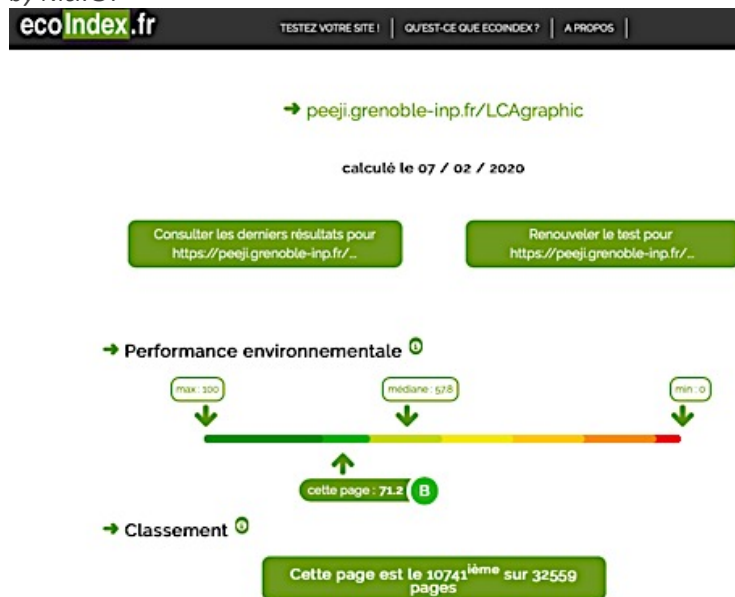 ecoIndex.fr TESTEZ VOTRE SITE ! | QU'EST-CE QUE ECOINDEX ? | A PROPOS |
➔ peeji.grenoble-inp.fr/LCAgraphic
calculé le 07 / 02 / 2020
Consulter les derniers résultats pour
https://peeji.grenoble-inp.fr/...
Renouveler le test pour
https://peeji.grenoble-inp.fr/...
➔ Performance environnementale
max : 100 médiane : 57.8 min : 0
cette page : 71.2 B
➔ Classement
Cette page est le 10741ième sur 32559
pages